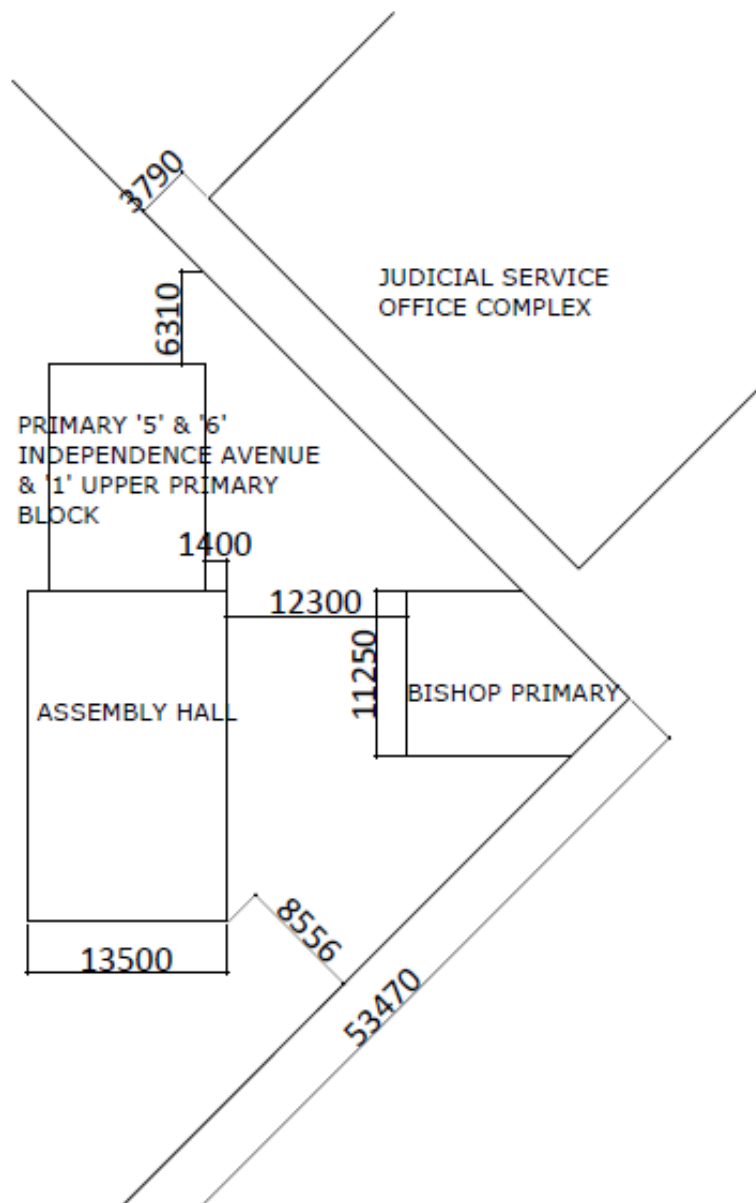 3790
JUDICIAL SERVICE
OFFICE COMPLEX
6310
PRIMARY '5' & '6'
INDEPENDENCE AVENUE
& '1' UPPER PRIMARY
BLOCK
1400
12300
11250
BISHOP PRIMARY
ASSEMBLY HALL
8556
13500
53470